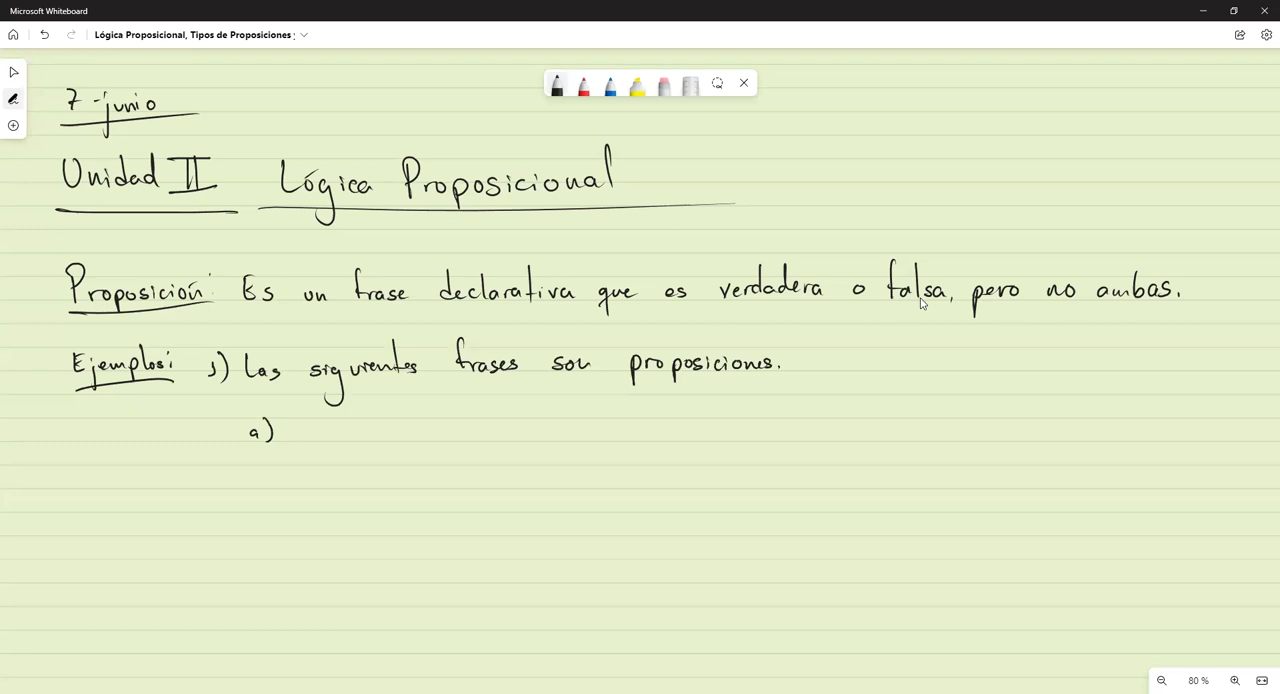 Microsoft Whiteboard
Lógica Proposicional, Tipos de Proposiciones
7-junio
Unidad II Lógica Proposicional
Proposición: Es un frase declarativa que es verdadera o falsa, pero no ambas.
Ejemplos: 1) Las siguientes frases son proposiciones.
a)
80 %